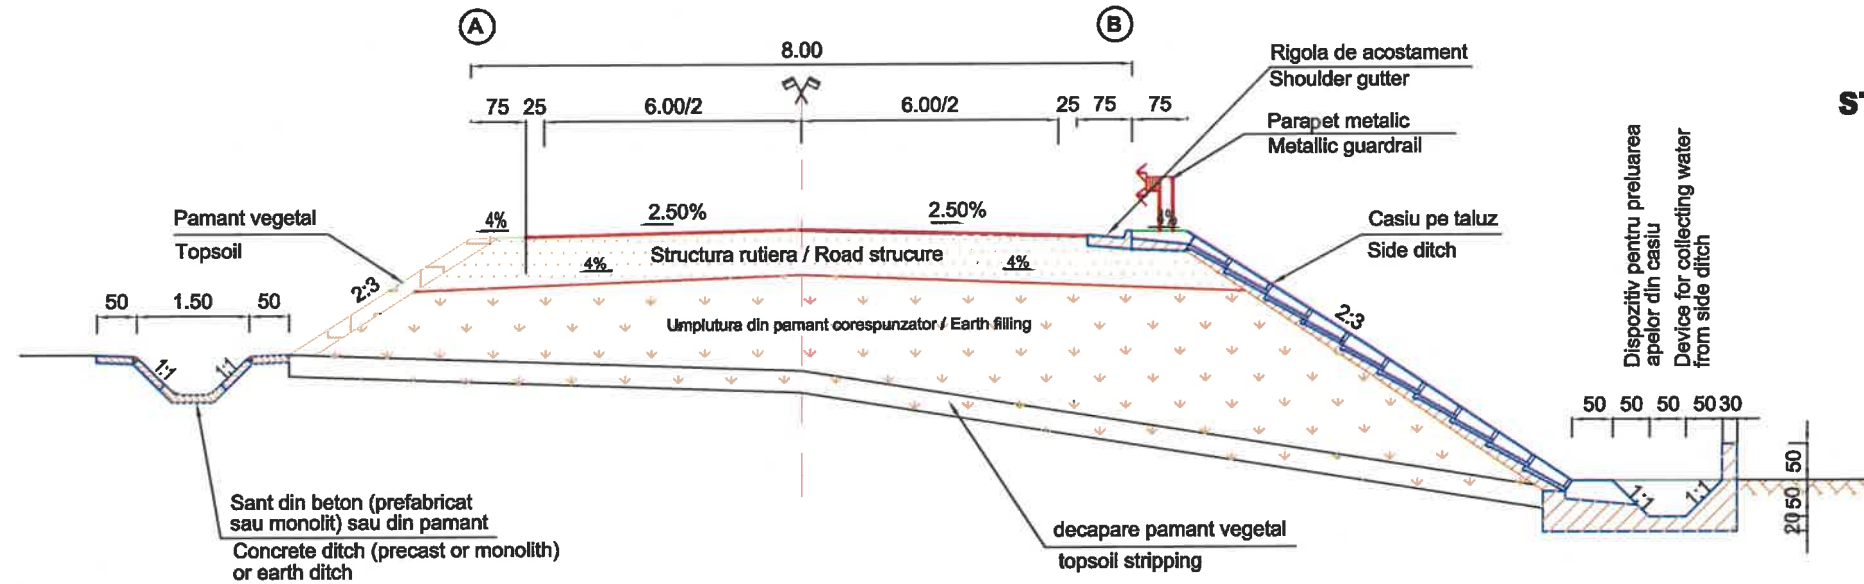 A
B
8.00
75 25 6.00/2 6.00/2 25 75 75
Rigola de acostament
Shoulder gutter
Parapet metalic
Metallic guardrail
Pamant vegetal
Topsoil
4% 2.50% 2.50% 4%
Structura rutiera / Road strucure
4% 4%
Casiu pe taluz
Side ditch
Dispozitiv pentru preluarea
apelor din casiu
Device for collecting water
from side ditch
2:3
2:3
50 1.50 50
Umplutura din pamant corespunzator / Earth filling
1:1 1:1
50 50 50 50 30
1:1 1:1
50
50
20
Sant din beton (prefabricat
sau monolit) sau din pamant
Concrete ditch (precast or monolith)
or earth ditch
decapare pamant vegetal
topsoil stripping